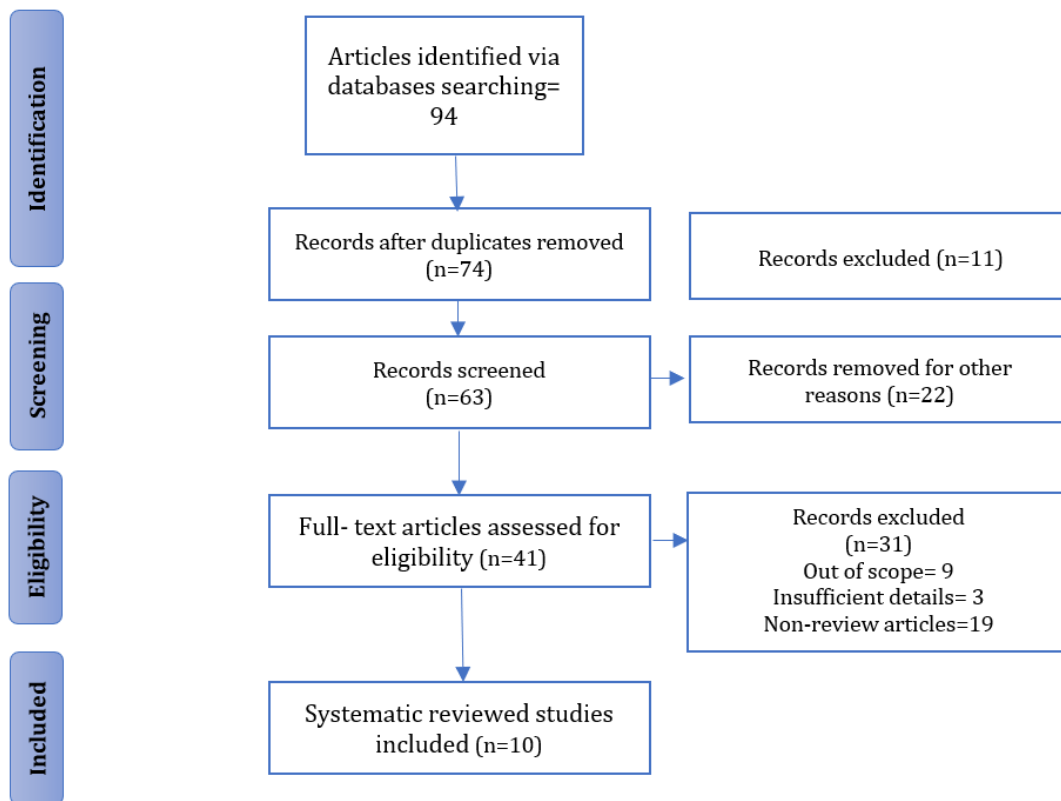 Identification
Articles identified via
databases searching=
94
Records after duplicates removed
(n=74)
Records excluded (n=11)
Screening
Records screened
(n=63)
Records removed for other
reasons (n=22)
Eligibility
Full- text articles assessed for
eligibility (n=41)
Records excluded
(n=31)
Out of scope= 9
Insufficient details= 3
Non-review articles=19
Included
Systematic reviewed studies
included (n=10)